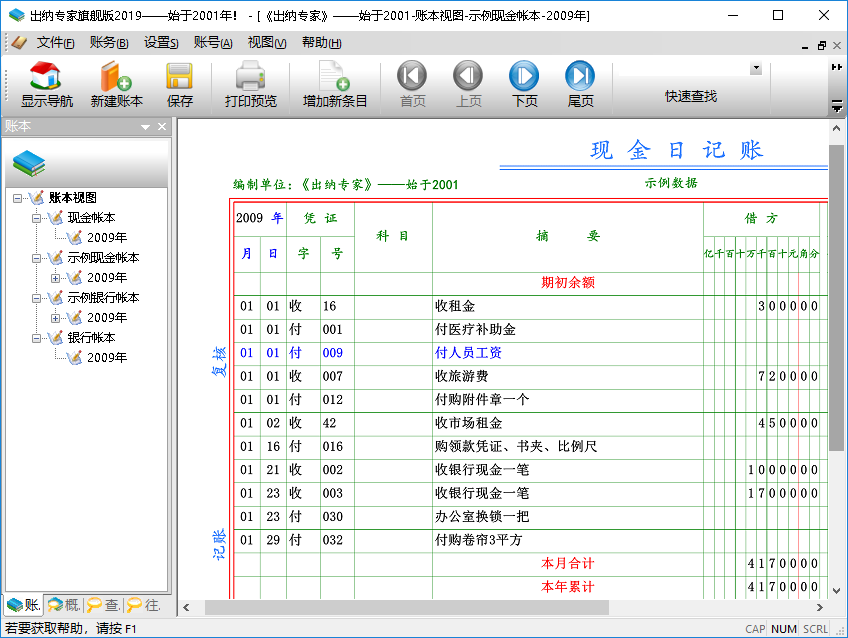 出纳专家旗舰版2019——始于2001年! - [《出纳专家》——始于2001-账本视图-示例现金帐本-2009年]
文件(F) 账务(B) 设置(S) 账号(A) 视图(V) 帮助(H)
显示导航 新建账本 保存 打印预览 增加新条目 首页 上页 下页 尾页 快速查找
账本
账本视图
现金帐本
2009年
示例现金帐本
2009年
示例银行帐本
2009年
银行帐本
2009年
账. 概. 查. 往.
现 金 日 记 账
编制单位:《出纳专家》——始于2001 示例数据
2009 年 凭 证 科 目 摘 要 借 方
月 日 字 号 亿千百十万千百十元角分
期初余额
01 01 收 16 收租金 300000
01 01 付 001 付医疗补助金
01 01 付 009 付人员工资
01 01 收 007 收旅游费 720000
01 01 付 012 付购附件章一个
01 02 收 42 收市场租金 450000
01 16 付 016 购领款凭证、书夹、比例尺
01 21 收 002 收银行现金一笔 1000000
01 23 收 003 收银行现金一笔 1700000
01 23 付 030 办公室换锁一把
01 29 付 032 付购卷帘3平方
本月合计 4170000
本年累计 4170000
复核
记账
若要获取帮助，请按 F1 CAP NUM SCRL